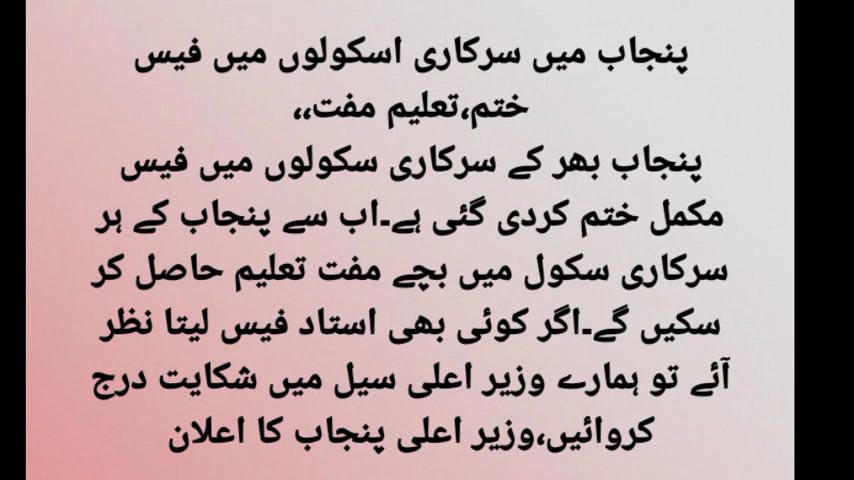 پنجاب میں سرکاری اسکولوں میں فیس
ختم،تعلیم مفت،،
پنجاب بھر کے سرکاری سکولوں میں فیس
مکمل ختم کردی گئی ہے۔اب سے پنجاب کے ہر
سرکاری سکول میں بچے مفت تعلیم حاصل کر
سکیں گے۔اگر کوئی بھی استاد فیس لیتا نظر
آئے تو ہمارے وزیر اعلی سیل میں شکایت درج
کروائیں،وزیر اعلی پنجاب کا اعلان